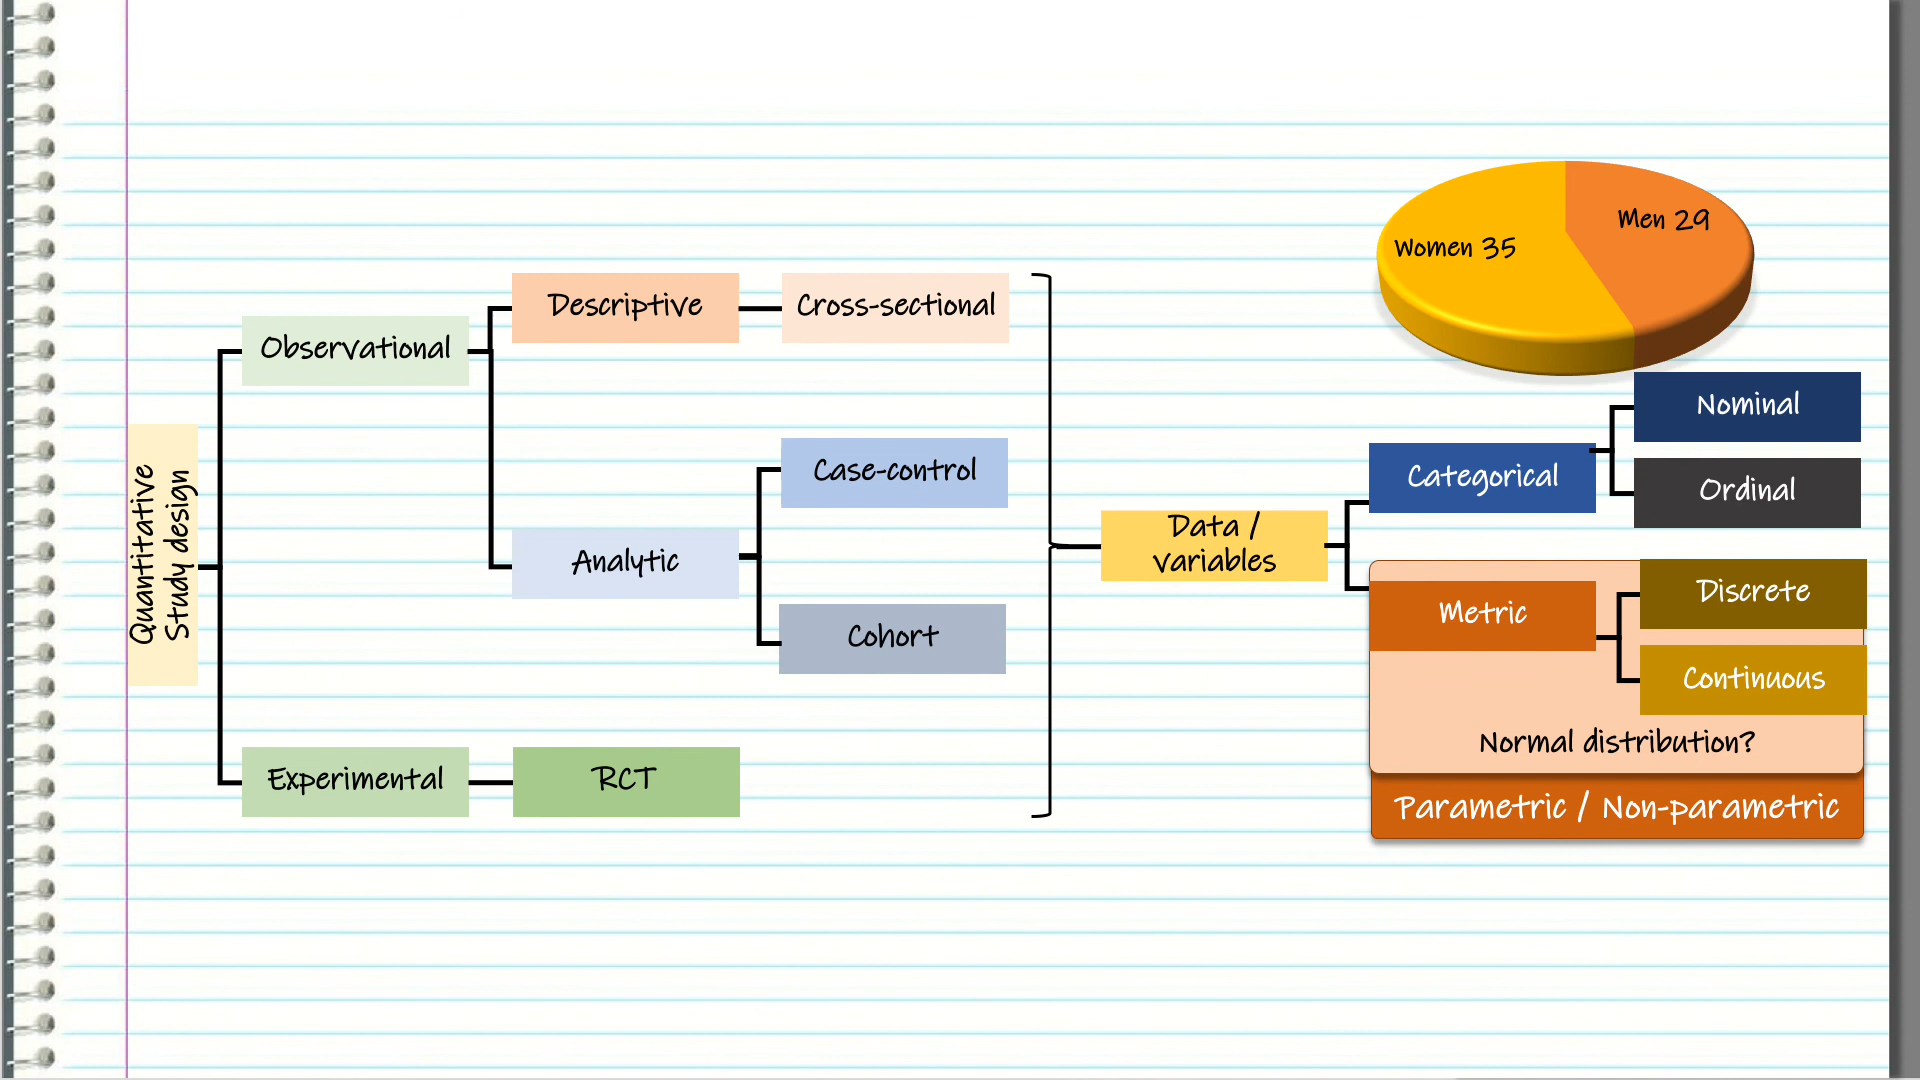 Quantitative
Study design
Observational
Experimental
Descriptive
Analytic
RCT
Cross-sectional
Case-control
Cohort
Data /
variables
Women 35
Men 29
Categorical
Nominal
Ordinal
Metric
Discrete
Continuous
Normal distribution?
Parametric / Non-parametric